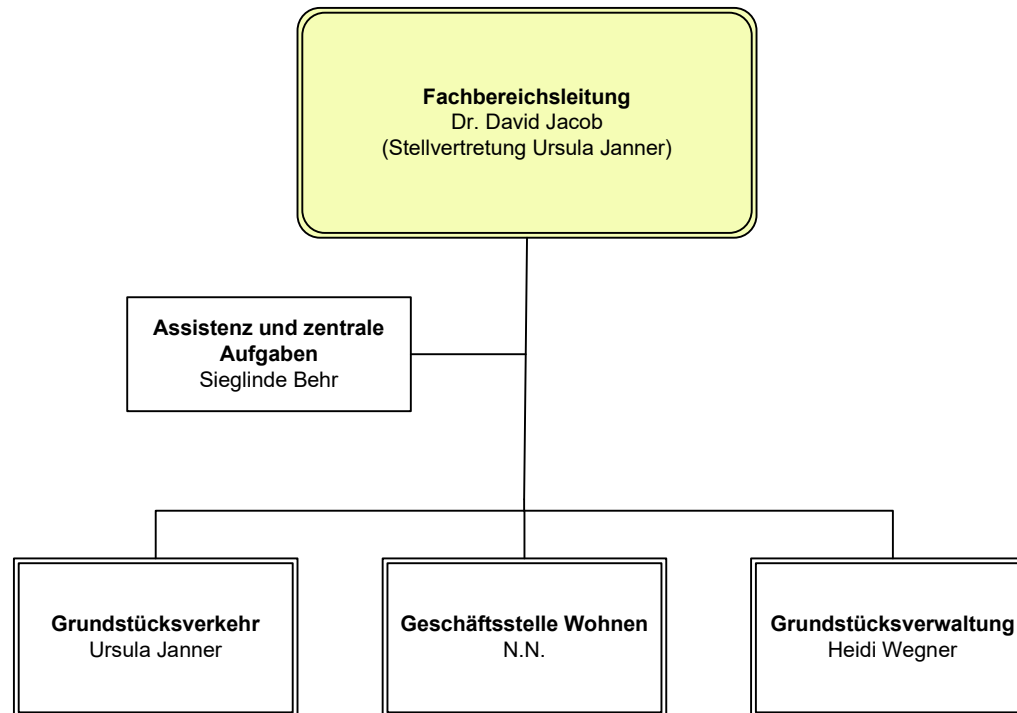 Fachbereichsleitung
Dr. David Jacob
(Stellvertretung Ursula Janner)
Assistenz und zentrale
Aufgaben
Sieglinde Behr
Grundstücksverkehr
Ursula Janner
Geschäftsstelle Wohnen
N.N.
Grundstücksverwaltung
Heidi Wegner